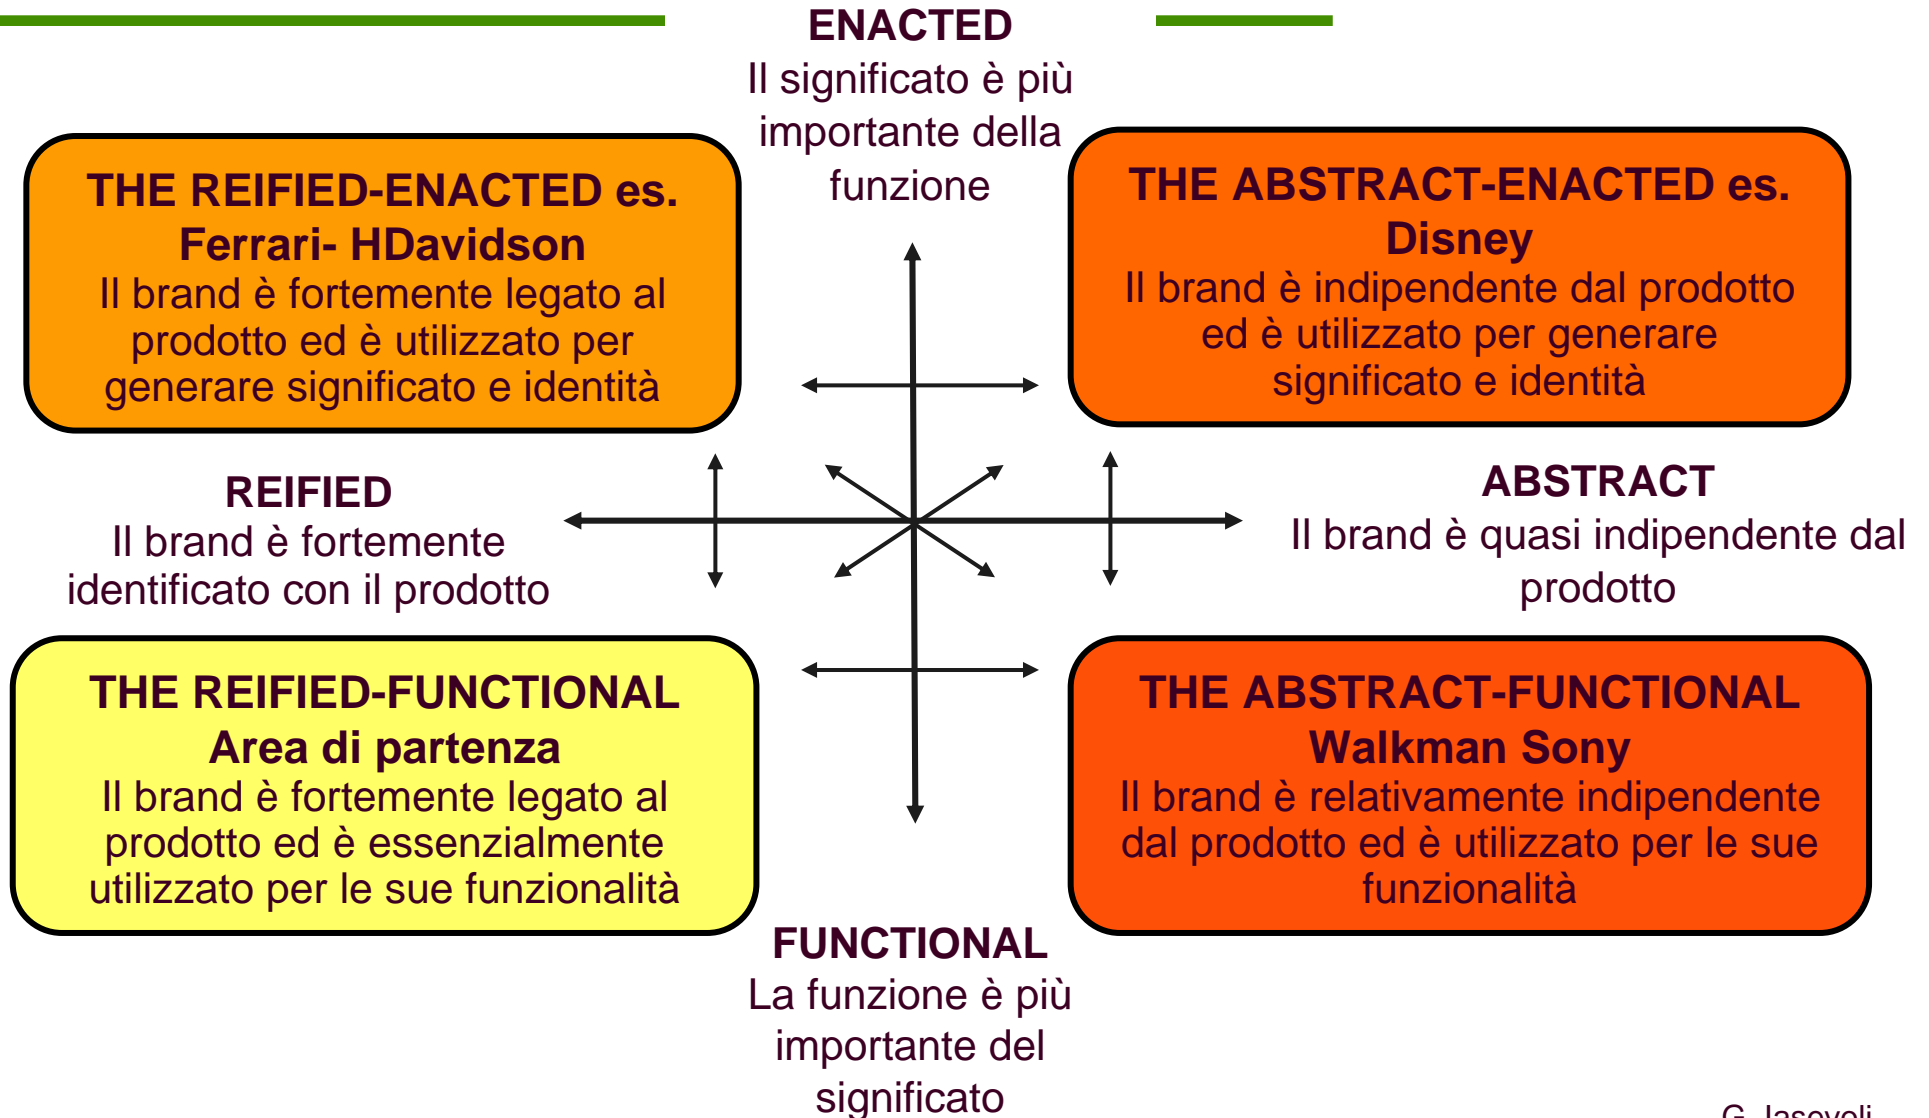 ENACTED
Il significato è più
importante della
funzione
THE REIFIED-ENACTED es.
Ferrari- HDavidson
Il brand è fortemente legato al
prodotto ed è utilizzato per
generare significato e identità
THE ABSTRACT-ENACTED es.
Disney
Il brand è indipendente dal prodotto
ed è utilizzato per generare
significato e identità
REIFIED
Il brand è fortemente
identificato con il prodotto
ABSTRACT
Il brand è quasi indipendente dal
prodotto
THE REIFIED-FUNCTIONAL
Area di partenza
Il brand è fortemente legato al
prodotto ed è essenzialmente
utilizzato per le sue funzionalità
THE ABSTRACT-FUNCTIONAL
Walkman Sony
Il brand è relativamente indipendente
dal prodotto ed è utilizzato per le sue
funzionalità
FUNCTIONAL
La funzione è più
importante del
significato
G. Iasevoli